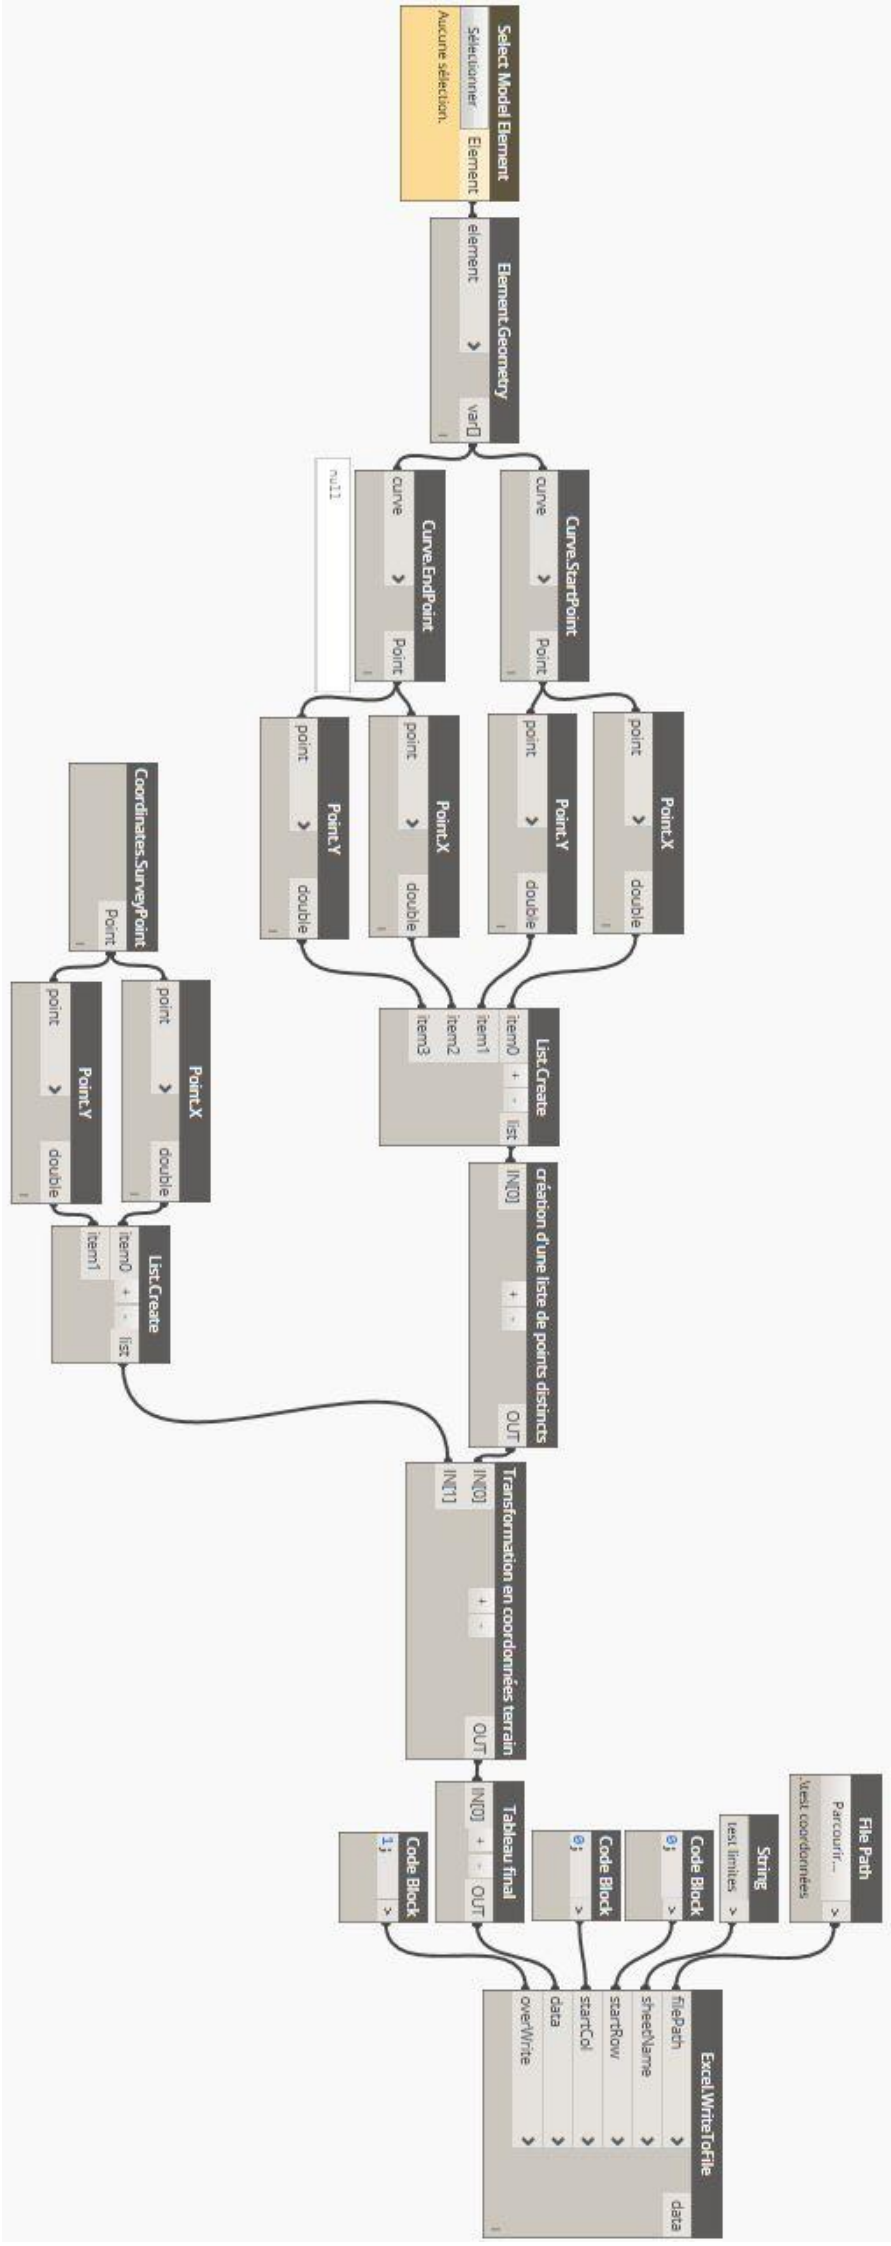 Select Model Element
Sélectionner
Element
Aucune sélection.
Element.Geometry
element
var[]
Curve.StartPoint
curve
Point
Curve.EndPoint
curve
Point
null
Point.X
point
double
Point.Y
point
double
Point.X
point
double
Point.Y
point
double
List.Create
item0 + - list
item1
item2
item3
création d'une liste de points distincts
IN[0] + - OUT
Coordinates.SurveyPoint
Point
Point.X
point
double
Point.Y
point
double
List.Create
item0 + - list
item1
Transformation en coordonnées terrain
IN[0] + - OUT
IN[1]
File Path
Parcourir... >
.\test coordonnées
String
test limites >
Code Block
0; >
Code Block
0; >
Tableau final
IN[0] + - OUT
Code Block
1; >
Excel.WriteToFile
filePath
data
sheetName
startRow
startCol
data
overWrite